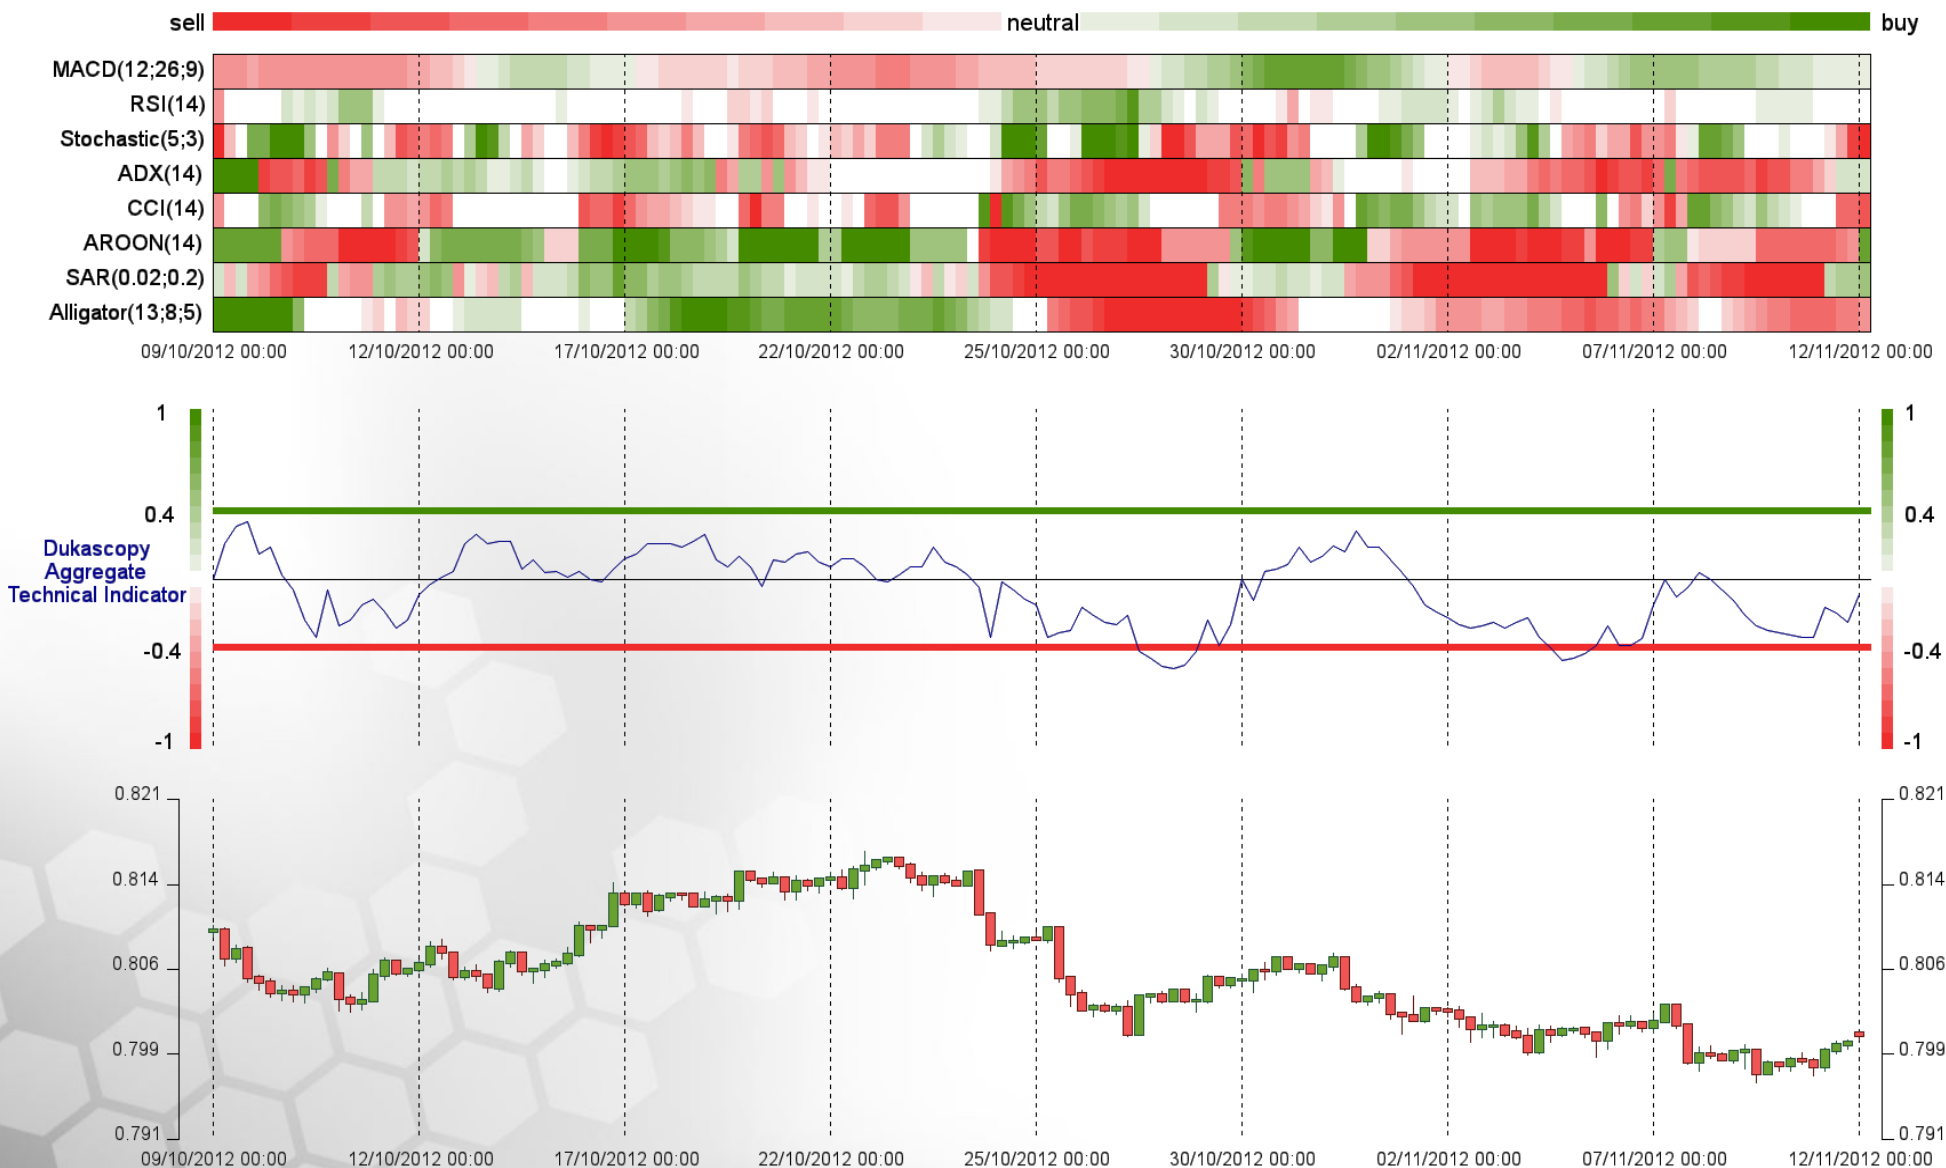 sell neutral buy
MACD(12;26;9)
RSI(14)
Stochastic(5;3)
ADX(14)
CCI(14)
AROON(14)
SAR(0.02;0.2)
Alligator(13;8;5)
09/10/2012 00:00 12/10/2012 00:00 17/10/2012 00:00 22/10/2012 00:00 25/10/2012 00:00 30/10/2012 00:00 02/11/2012 00:00 07/11/2012 00:00 12/11/2012 00:00
1 1
0.4 0.4
Dukascopy
Aggregate
Technical Indicator
-0.4 -0.4
-1 -1
0.821 0.821
0.814 0.814
0.806 0.806
0.799 0.799
0.791 0.791
09/10/2012 00:00 12/10/2012 00:00 17/10/2012 00:00 22/10/2012 00:00 25/10/2012 00:00 30/10/2012 00:00 02/11/2012 00:00 07/11/2012 00:00 12/11/2012 00:00